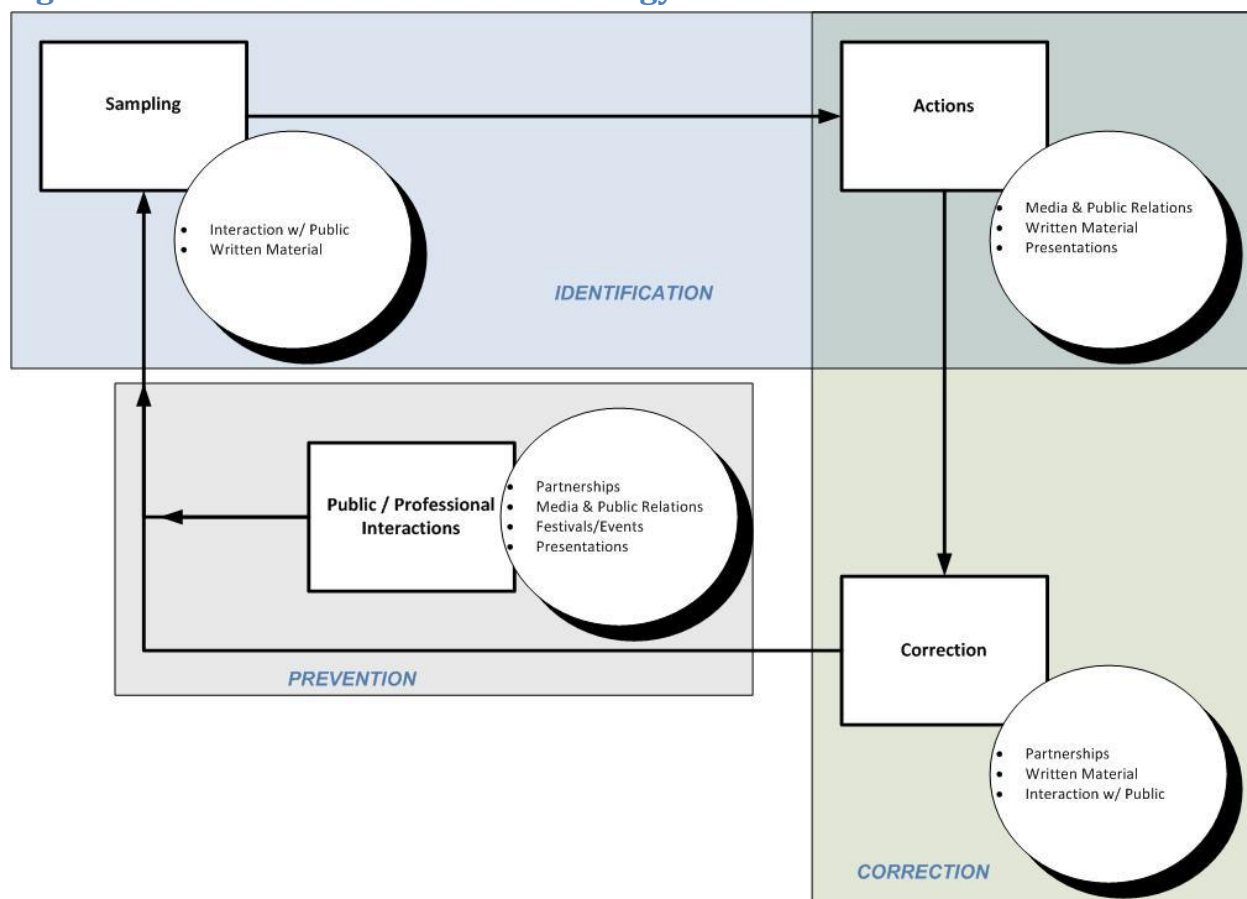 Sampling
• Interaction w/ Public
• Written Material
IDENTIFICATION
Actions
• Media & Public Relations
• Written Material
• Presentations
Public / Professional
Interactions
• Partnerships
• Media & Public Relations
• Festivals/Events
• Presentations
PREVENTION
Correction
• Partnerships
• Written Material
• Interaction w/ Public
CORRECTION